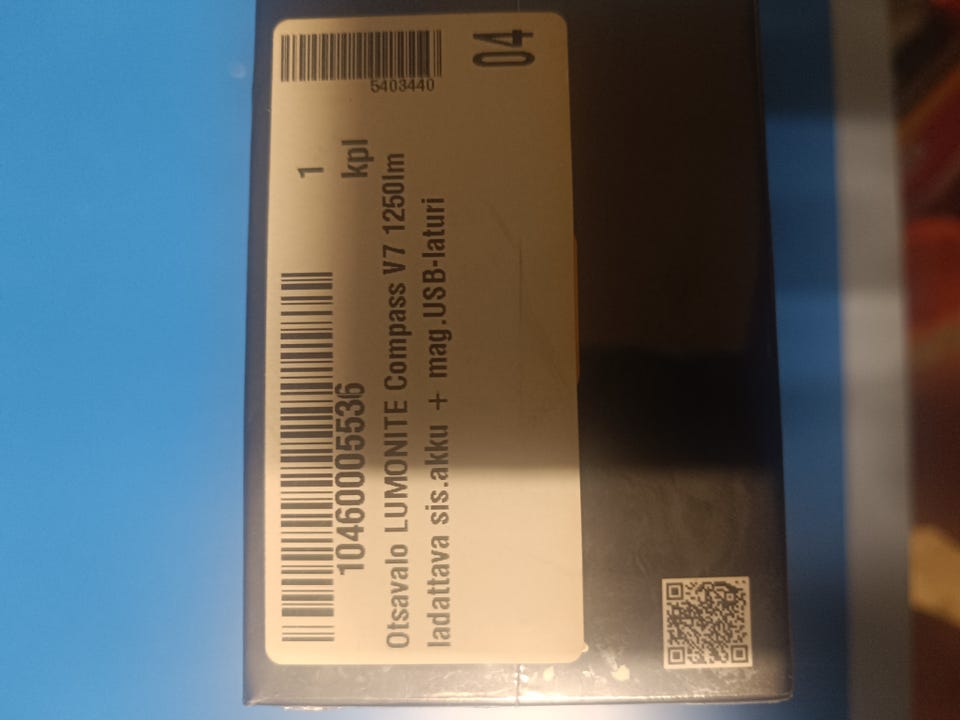 5403440
04
1
kpl
10460005536
Otsavalo LUMONITE Compass V7 1250lm
ladattava sis.akku + mag.USB-laturi